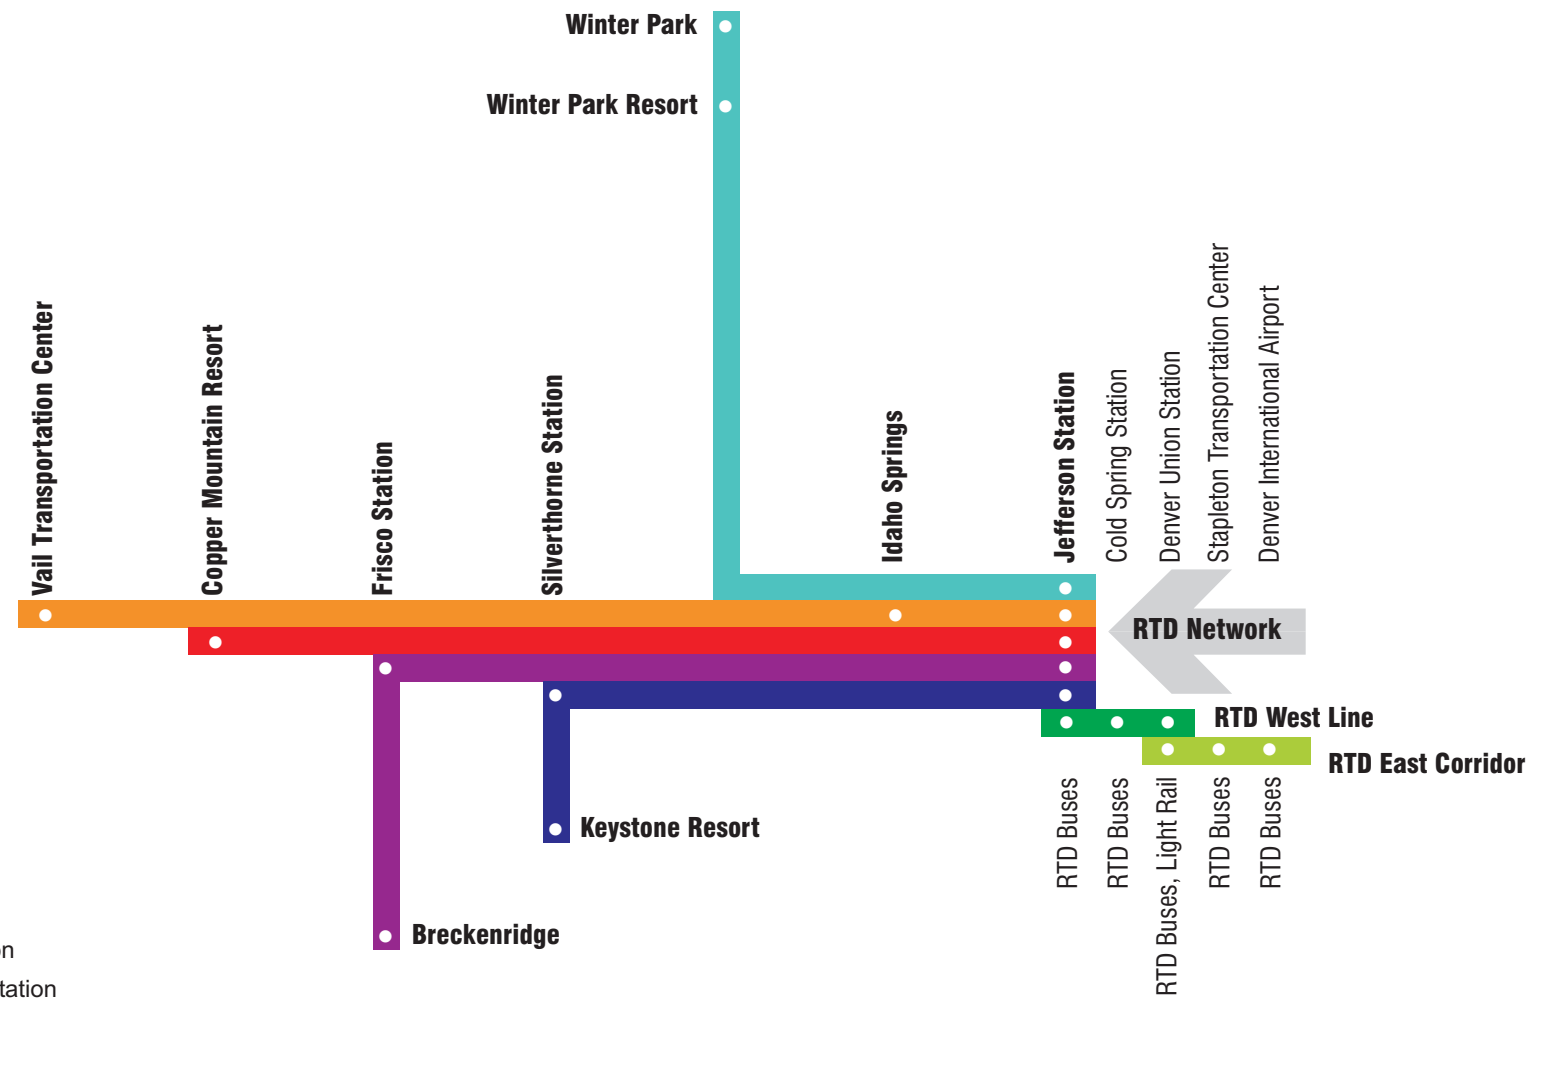 Winter Park
Winter Park Resort
Vail Transportation Center
Copper Mountain Resort
Frisco Station
Silverthorne Station
Idaho Springs
Jefferson Station
Cold Spring Station
Denver Union Station
Stapleton Transportation Center
Denver International Airport
RTD Network
RTD West Line
RTD East Corridor
Keystone Resort
Breckenridge
RTD Buses
RTD Buses
RTD Buses, Light Rail
RTD Buses
RTD Buses
on
tation